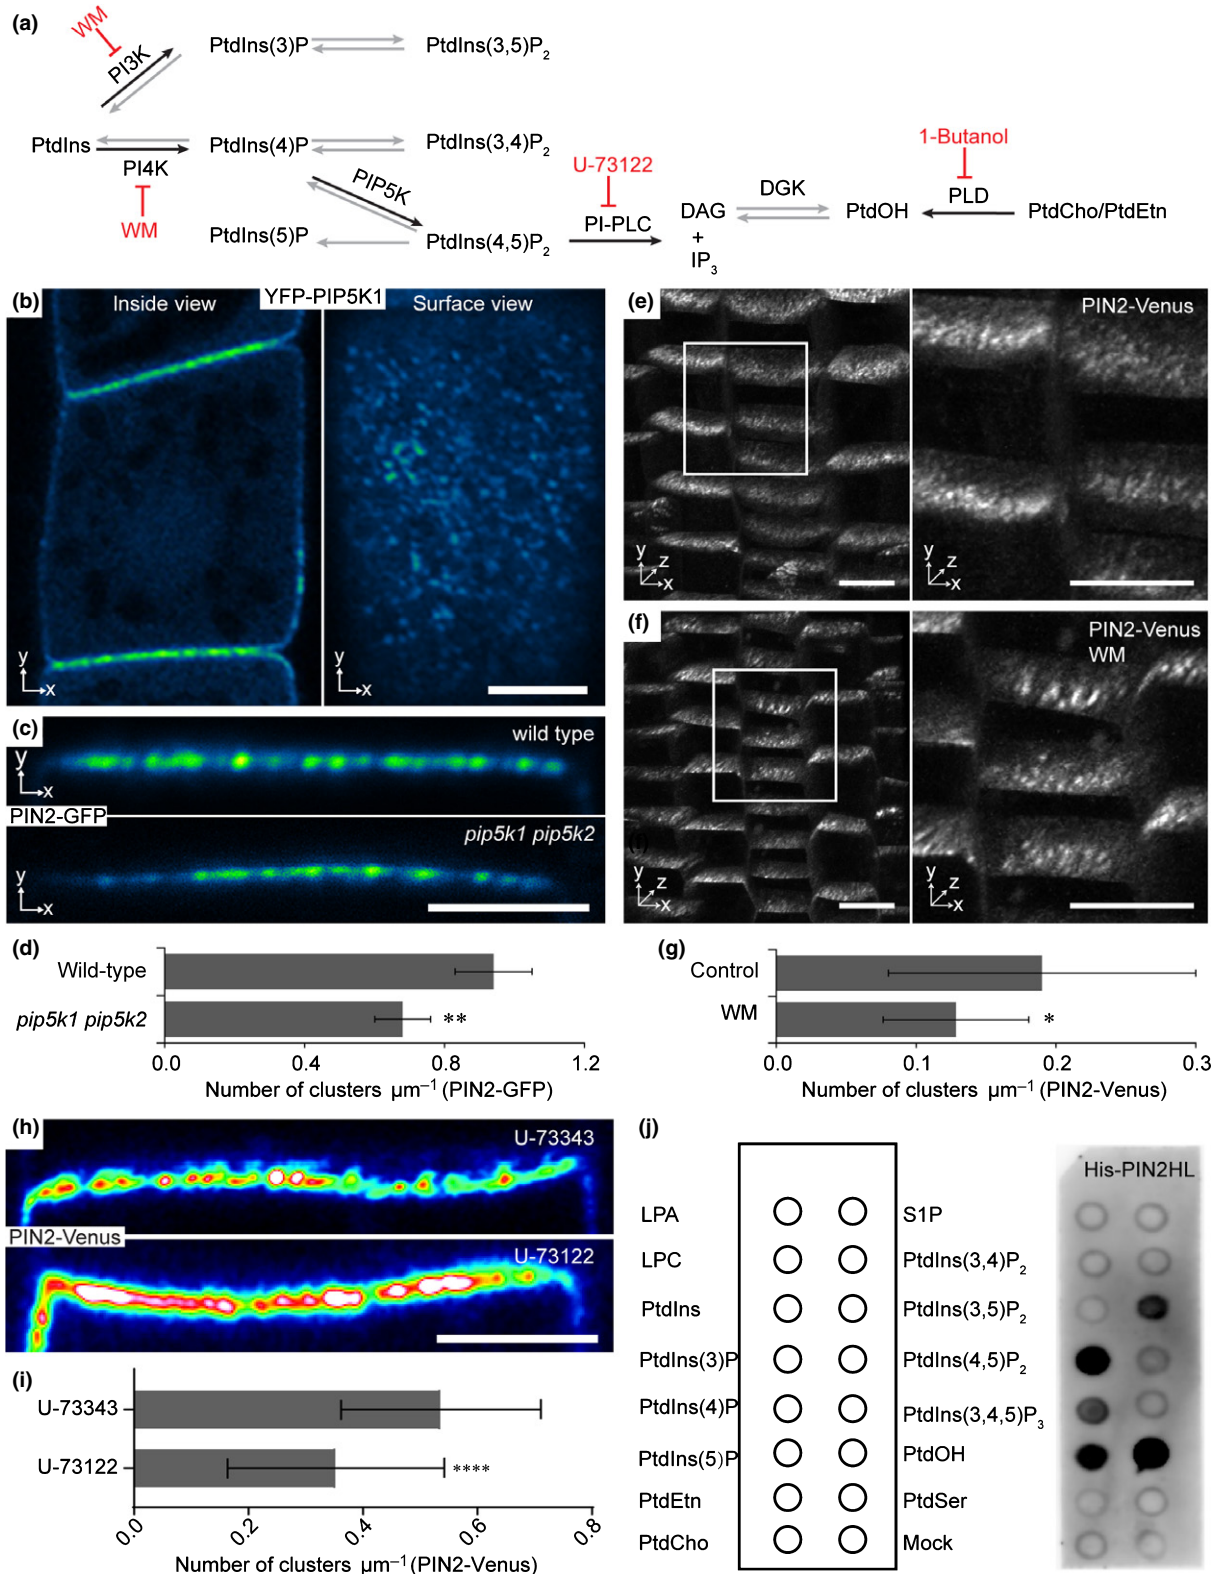 (a)
WM
PI3K
PtdIns(3)P
PtdIns(3,5)P2
PtdIns
PtdIns(4)P
PtdIns(3,4)P2
PI4K
WM
PIP5K
PtdIns(5)P
PtdIns(4,5)P2
U-73122
PI-PLC
DAG
+
IP3
DGK
PtdOH
1-Butanol
PLD
PtdCho/PtdEtn
(b)
Inside view
YFP-PIP5K1
Surface view
y
x
y
x
(c)
wild type
y
x
PIN2-GFP
pip5k1 pip5k2
y
x
(d)
Wild-type
pip5k1 pip5k2
**
0.0 0.4 0.8 1.2
Number of clusters µm–1 (PIN2-GFP)
(e)
PIN2-Venus
y z
x
y z
x
(f)
PIN2-Venus
WM
y z
x
y z
x
(g)
Control
WM
*
0.0 0.1 0.2 0.3
Number of clusters µm–1 (PIN2-Venus)
(h)
U-73343
PIN2-Venus
U-73122
(i)
U-73343
U-73122
****
0.0 0.2 0.4 0.6 0.8
Number of clusters µm–1 (PIN2-Venus)
(j)
His-PIN2HL
LPA S1P
LPC PtdIns(3,4)P2
PtdIns PtdIns(3,5)P2
PtdIns(3)P PtdIns(4,5)P2
PtdIns(4)P PtdIns(3,4,5)P3
PtdIns(5)P PtdOH
PtdEtn PtdSer
PtdCho Mock